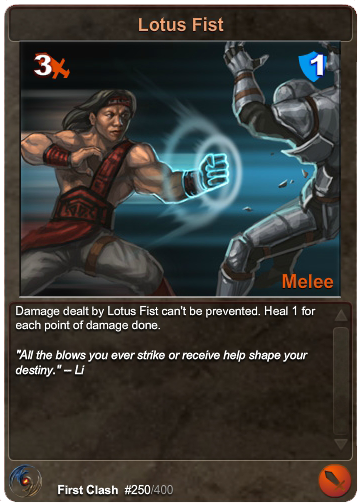 Lotus Fist
3
1
Melee
Damage dealt by Lotus Fist can't be prevented. Heal 1 for
each point of damage done.
"All the blows you ever strike or receive help shape your
destiny." – Li
First Clash #250/400